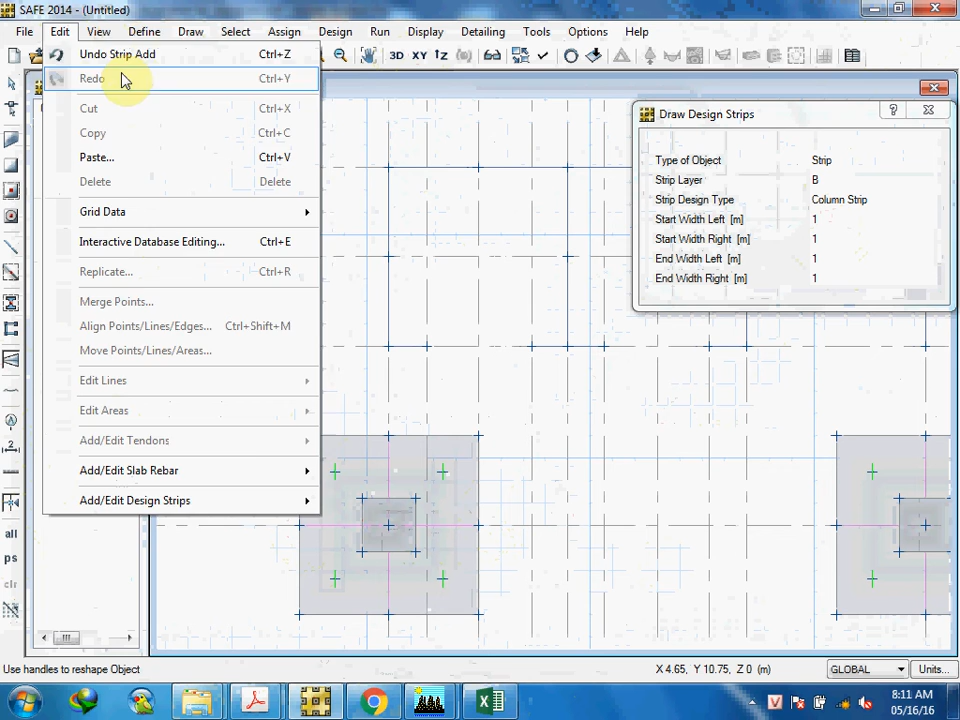 SAFE 2014 - (Untitled)
File Edit View Define Draw Select Assign Design Run Display Detailing Tools Options Help
3D XY
Undo Strip Add Ctrl+Z
Redo Ctrl+Y
Cut Ctrl+X
Copy Ctrl+C
Paste... Ctrl+V
Delete Delete
Grid Data
Interactive Database Editing... Ctrl+E
Replicate... Ctrl+R
Merge Points...
Align Points/Lines/Edges... Ctrl+Shift+M
Move Points/Lines/Areas...
Edit Lines
Edit Areas
Add/Edit Tendons
Add/Edit Slab Rebar
Add/Edit Design Strips
Draw Design Strips
Type of Object Strip
Strip Layer B
Strip Design Type Column Strip
Start Width Left [m] 1
Start Width Right [m] 1
End Width Left [m] 1
End Width Right [m] 1
all
ps
clr
Use handles to reshape Object
X 4.65, Y 10.75, Z 0 (m)
GLOBAL
Units...
8:11 AM
05/16/16